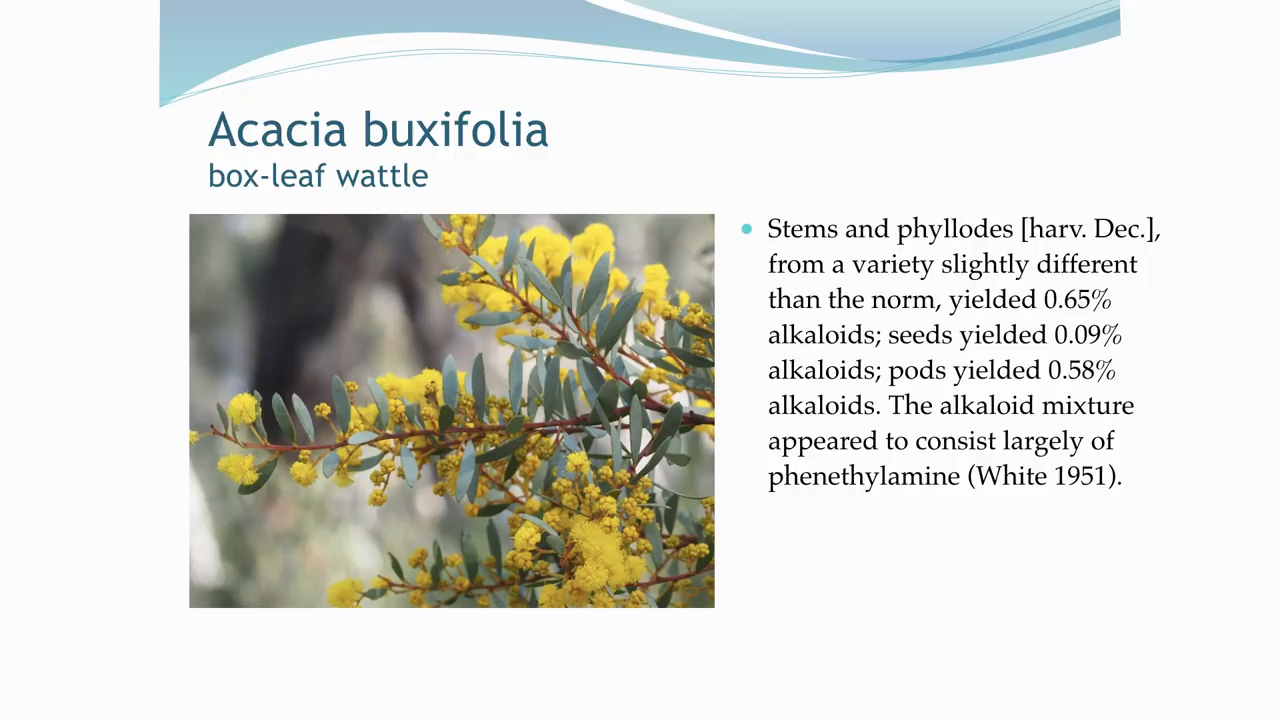 Acacia buxifolia
box-leaf wattle
Stems and phyllodes [harv. Dec.],
from a variety slightly different
than the norm, yielded 0.65%
alkaloids; seeds yielded 0.09%
alkaloids; pods yielded 0.58%
alkaloids. The alkaloid mixture
appeared to consist largely of
phenethylamine (White 1951).